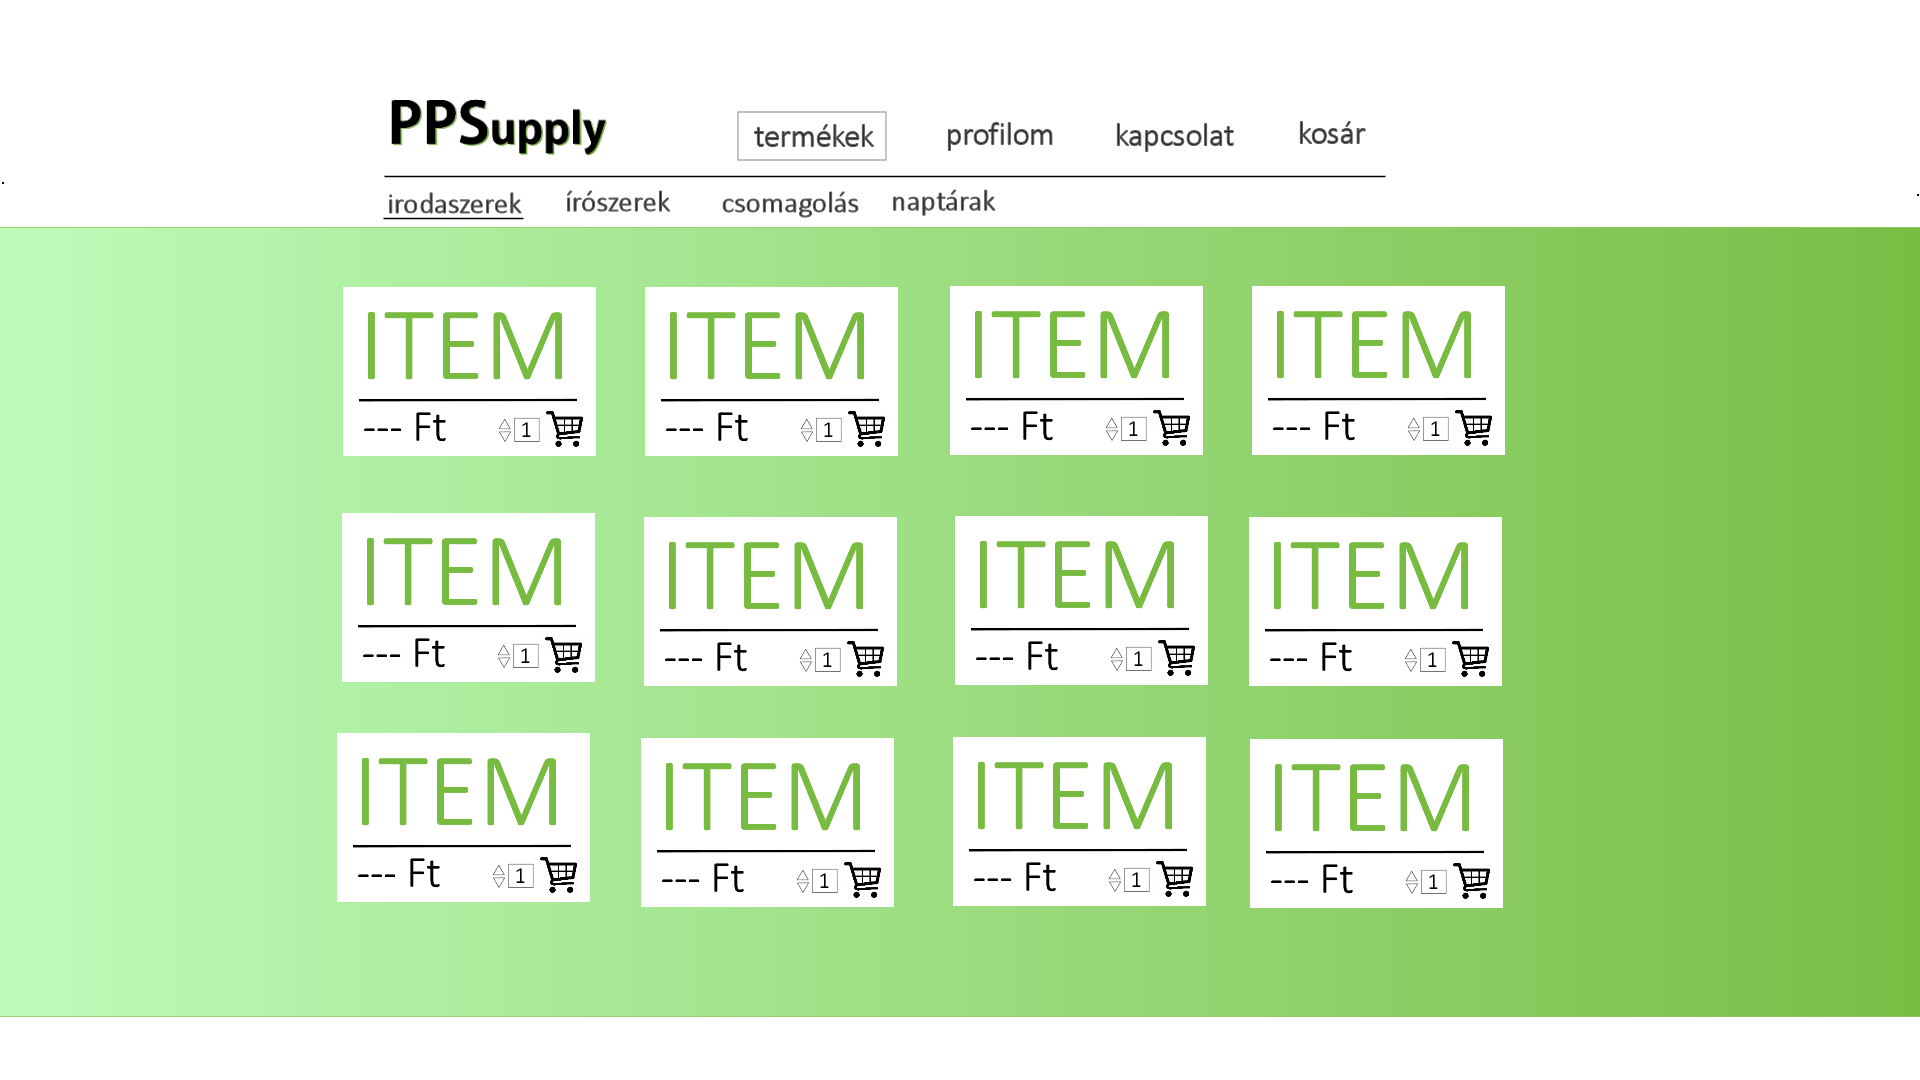 PPSupply termékek profilom kapcsolat kosár
irodaszerek írószerek csomagolás naptárak
ITEM ITEM ITEM ITEM
--- Ft 1 --- Ft 1 --- Ft 1 --- Ft 1
ITEM ITEM ITEM ITEM
--- Ft 1 --- Ft 1 --- Ft 1 --- Ft 1
ITEM ITEM ITEM ITEM
--- Ft 1 --- Ft 1 --- Ft 1 --- Ft 1